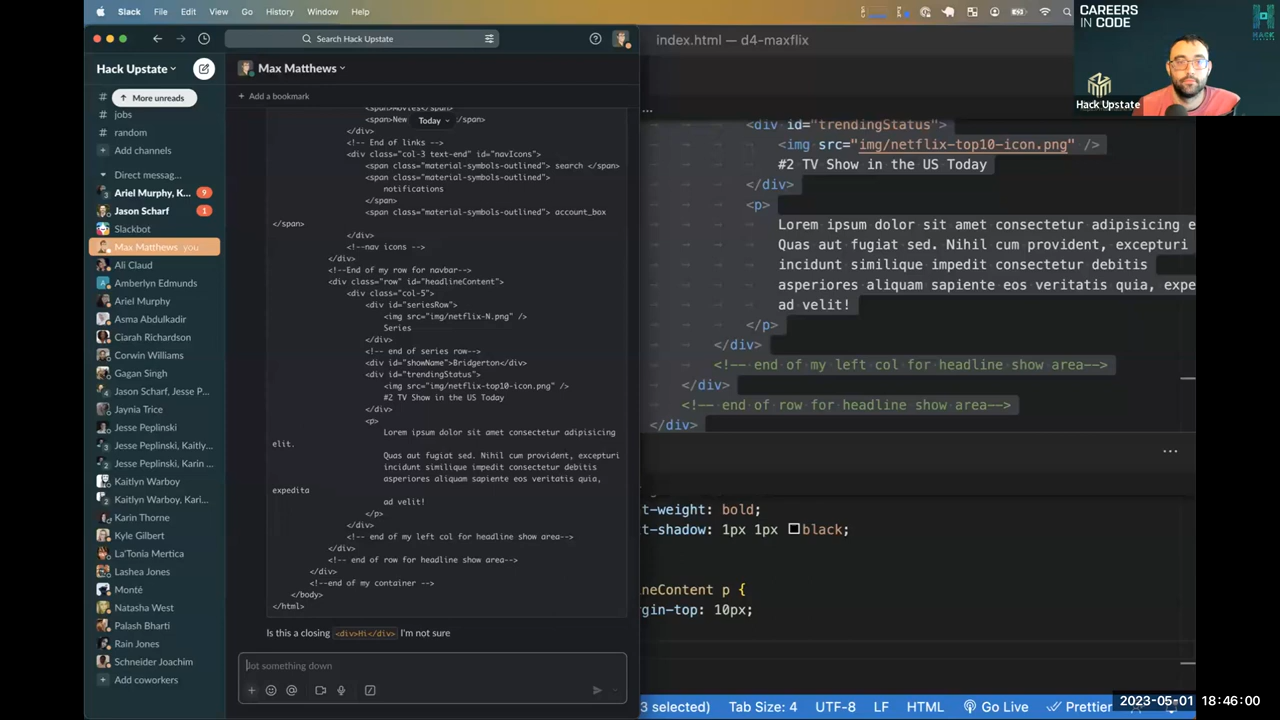 Slack File Edit View Go History Window Help
Search Hack Upstate
index.html — d4-maxflix
CAREERS
IN CODE
HACK
Hack Upstate
Hack Upstate
More unreads
jobs
random
Add channels
Direct messag...
Ariel Murphy, K... 9
Jason Scharf 1
Slackbot
Max Matthews you
Ali Claud
Amberlyn Edmunds
Ariel Murphy
Asma Abdulkadir
Ciarah Richardson
Corwin Williams
Gagan Singh
Jason Scharf, Jesse P...
Jaynia Trice
Jesse Peplinski
Jesse Peplinski, Kaitly...
Jesse Peplinski, Karin ...
Kaitlyn Warboy
Kaitlyn Warboy, Kari...
Karin Thorne
Kyle Gilbert
La'Tonia Mertica
Lashea Jones
Monté
Natasha West
Palash Bharti
Rain Jones
Schneider Joachim
Add coworkers
Max Matthews
Add a bookmark
Today
<span>Movies</span>
<span>New </span>
</div>
<!-- End of links -->
<div class="col-3 text-end" id="navIcons">
<span class="material-symbols-outlined"> search </span>
<span class="material-symbols-outlined">
notifications
</span>
<span class="material-symbols-outlined"> account_box
</span>
</div>
<!--nav icons -->
</div>
<!--End of my row for navbar-->
<div class="row" id="headlineContent">
<div class="col-5">
<div id="seriesRow">
<img src="img/netflix-N.png" />
Series
</div>
<!-- end of series row-->
<div id="showName">Bridgerton</div>
<div id="trendingStatus">
<img src="img/netflix-top10-icon.png" />
#2 TV Show in the US Today
</div>
<p>
Lorem ipsum dolor sit amet consectetur adipisicing
elit.
Quas aut fugiat sed. Nihil cum provident, excepturi
incidunt similique impedit consectetur debitis
asperiores aliquam sapiente eos veritatis quia,
expedita
ad velit!
</p>
</div>
<!-- end of my left col for headline show area-->
</div>
<!-- end of row for headline show area-->
</div>
<!--end of my container -->
</body>
</html>
Is this a closing <div>Hi</div> I'm not sure
Jot something down
<div id="trendingStatus">
<img src="img/netflix-top10-icon.png" />
#2 TV Show in the US Today
</div>
<p>
Lorem ipsum dolor sit amet consectetur adipisicing e
Quas aut fugiat sed. Nihil cum provident, excepturi
incidunt similique impedit consectetur debitis
asperiores aliquam sapiente eos veritatis quia, expe
ad velit!
</p>
</div>
<!-- end of my left col for headline show area-->
</div>
<!-- end of row for headline show area-->
</div>
t-weight: bold;
t-shadow: 1px 1px black;
lineContent p {
rgin-top: 10px;
3 selected) Tab Size: 4 UTF-8 LF HTML Go Live Prettier
2023-05-01 18:46:00